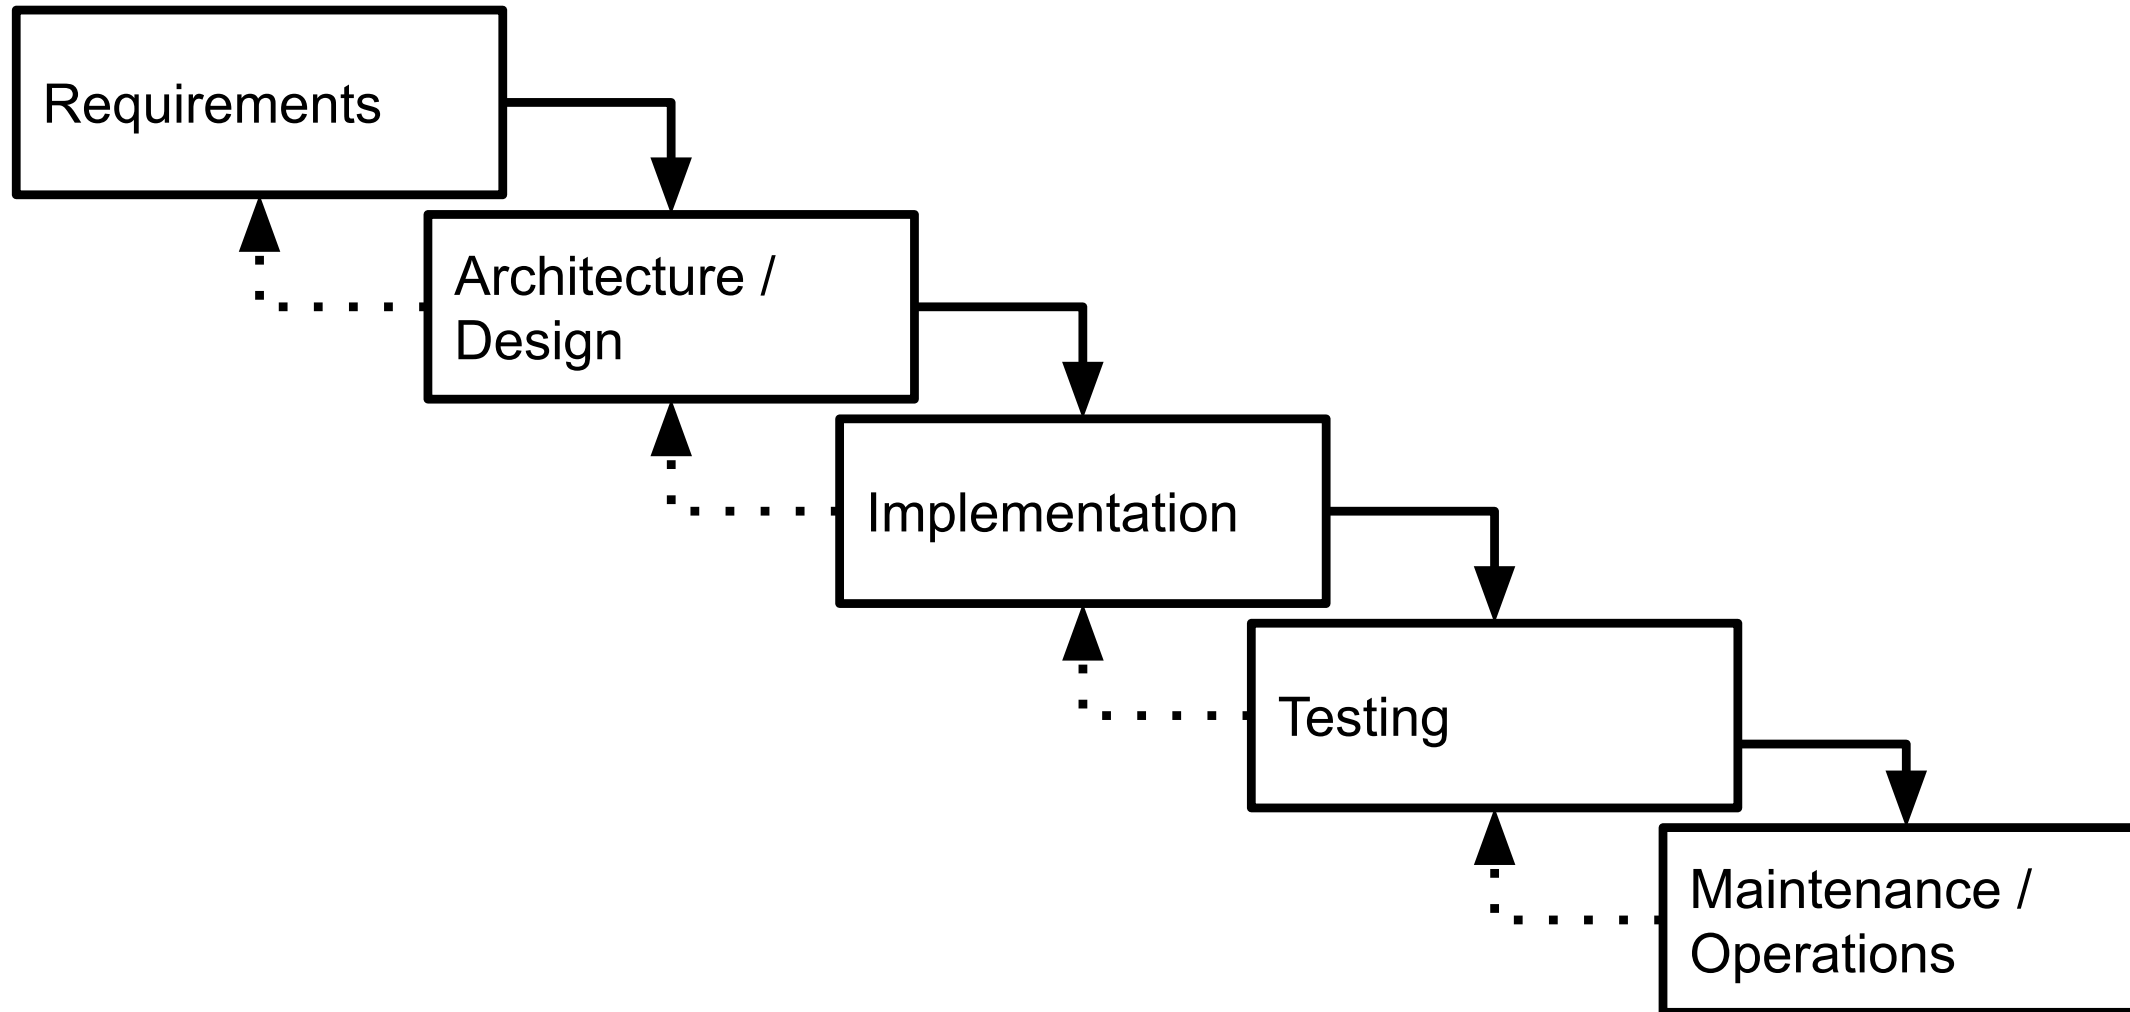 Requirements
Architecture /
Design
Implementation
Testing
Maintenance /
Operations